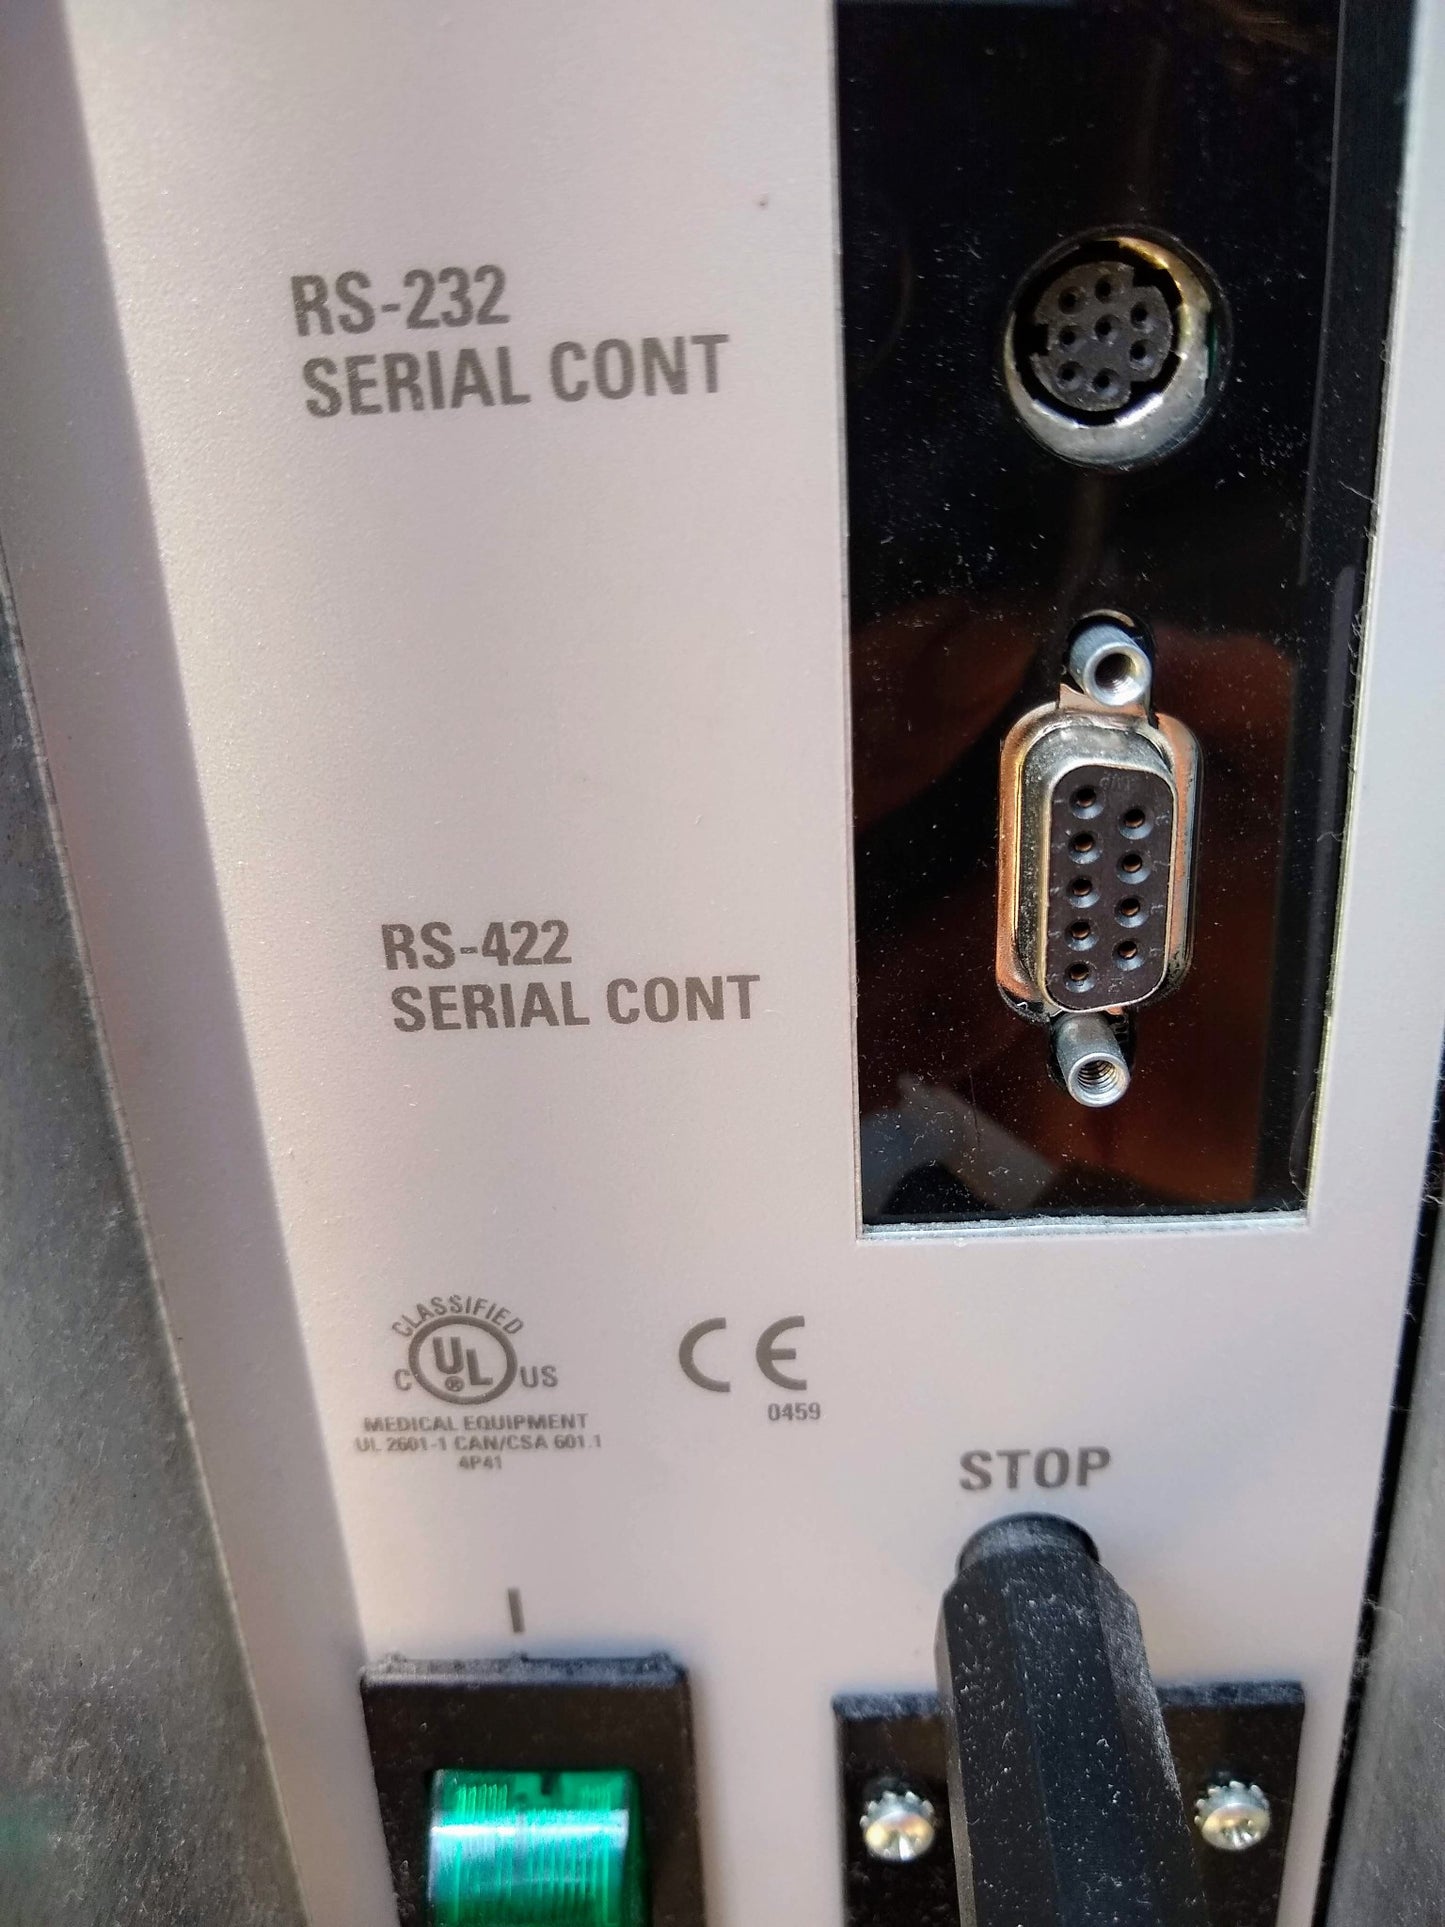 RS-232
SERIAL CONT
RS-422
SERIAL CONT
CLASSIFIED
C UL® US
MEDICAL EQUIPMENT
UL 2601-1 CAN/CSA 601.1
4P41
CE
0459
STOP
I